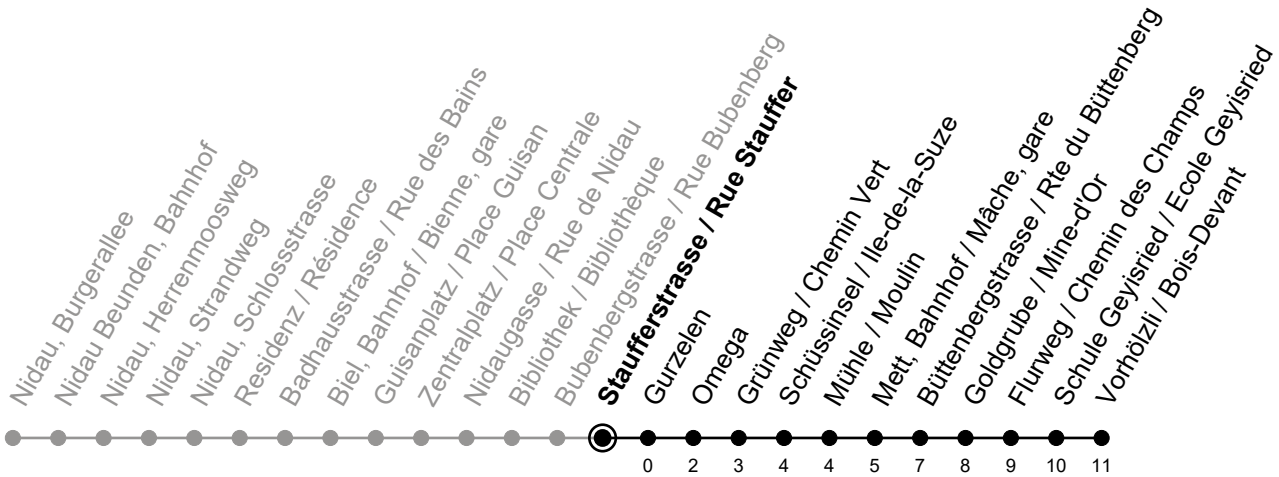 Nidau, Burgerallee
Nidau Beunden, Bahnhof
Nidau, Herrenmoosweg
Nidau, Strandweg
Nidau, Schlossstrasse
Residenz / Résidence
Badhausstrasse / Rue des Bains
Biel, Bahnhof / Bienne, gare
Guisanplatz / Place Guisan
Zentralplatz / Place Centrale
Nidaugasse / Rue de Nidau
Bibliothek / Bibliothèque
Bubenbergstrasse / Rue Bubenberg
Staufferstrasse / Rue Stauffer
Gurzelen
Omega
Grünweg / Chemin Vert
Schüssinsel / Ile-de-la-Suze
Mühle / Moulin
Mett, Bahnhof / Mâche, gare
Büttenbergstrasse / Rte du Büttenberg
Goldgrube / Mine-d'Or
Flurweg / Chemin des Champs
Schule Geyisried / Ecole Geyisried
Vorhölzli / Bois-Devant
0 2 3 4 4 5 7 8 9 10 11